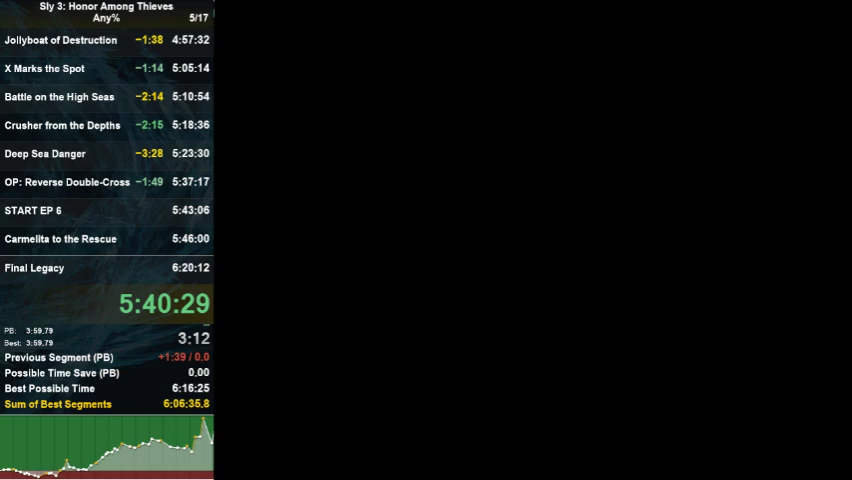 Sly 3: Honor Among Thieves
Any% 5/17
Jollyboat of Destruction −1:38 4:57:32
X Marks the Spot −1:14 5:05:14
Battle on the High Seas −2:14 5:10:54
Crusher from the Depths −2:15 5:18:36
Deep Sea Danger −3:28 5:23:30
OP: Reverse Double-Cross −1:49 5:37:17
START EP 6 5:43:06
Carmelita to the Rescue 5:46:00
Final Legacy 6:20:12
5:40:29
PB: 3:59.79
Best: 3:59.79
3:12
Previous Segment (PB) +1:39 / 0.0
Possible Time Save (PB) 0.00
Best Possible Time 6:16:25
Sum of Best Segments 6:06:35.8